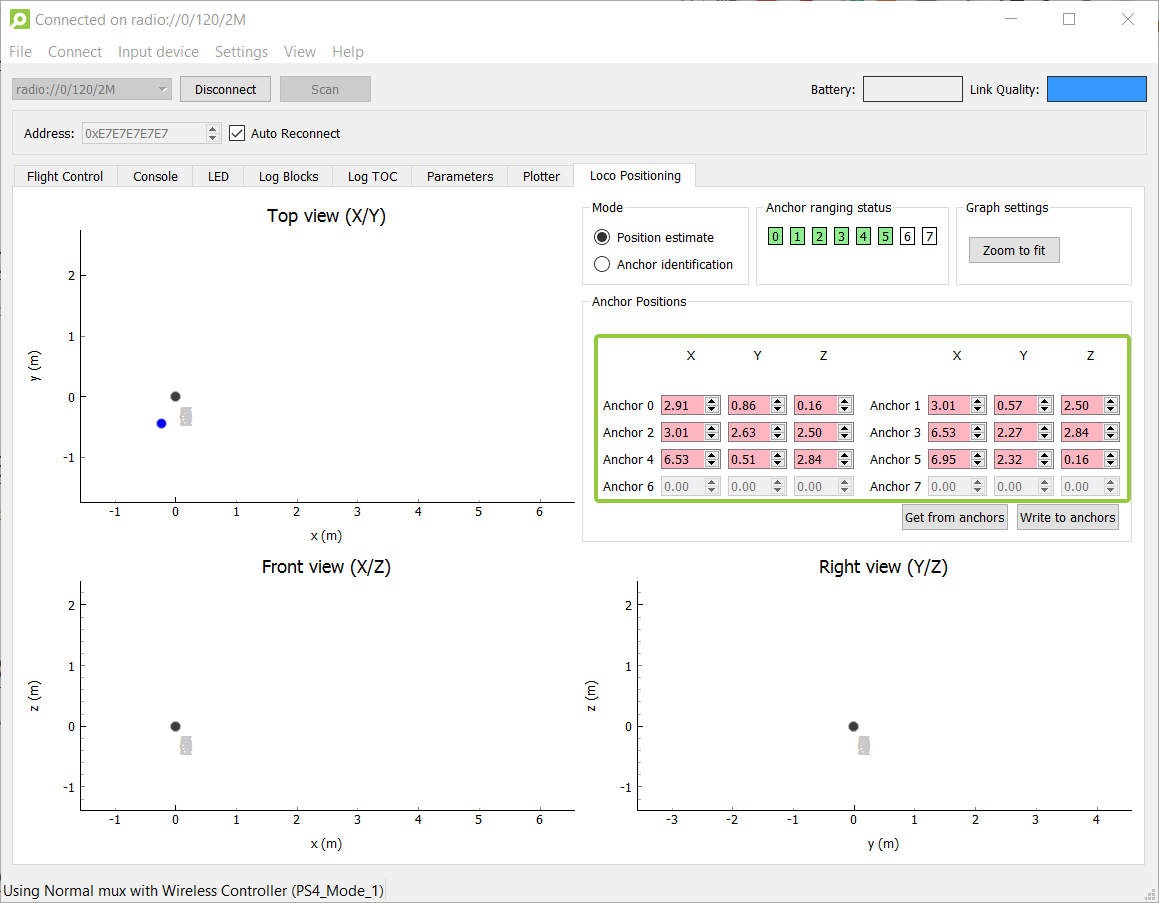 Connected on radio://0/120/2M
File Connect Input device Settings View Help
radio://0/120/2M Disconnect Scan Battery: Link Quality:
Address: 0xE7E7E7E7E7 Auto Reconnect
Flight Control Console LED Log Blocks Log TOC Parameters Plotter Loco Positioning
Top view (X/Y)
2
1
0
-1
y (m)
-1 0 1 2 3 4 5 6
x (m)
Mode
Position estimate
Anchor identification
Anchor ranging status
0 1 2 3 4 5 6 7
Graph settings
Zoom to fit
Anchor Positions
X Y Z X Y Z
Anchor 0 2.91 0.86 0.16 Anchor 1 3.01 0.57 2.50
Anchor 2 3.01 2.63 2.50 Anchor 3 6.53 2.27 2.84
Anchor 4 6.53 0.51 2.84 Anchor 5 6.95 2.32 0.16
Anchor 6 0.00 0.00 0.00 Anchor 7 0.00 0.00 0.00
Get from anchors Write to anchors
Front view (X/Z)
2
1
0
-1
z (m)
-1 0 1 2 3 4 5 6
x (m)
Right view (Y/Z)
2
1
0
-1
z (m)
-3 -2 -1 0 1 2 3 4
y (m)
Using Normal mux with Wireless Controller (PS4_Mode_1)